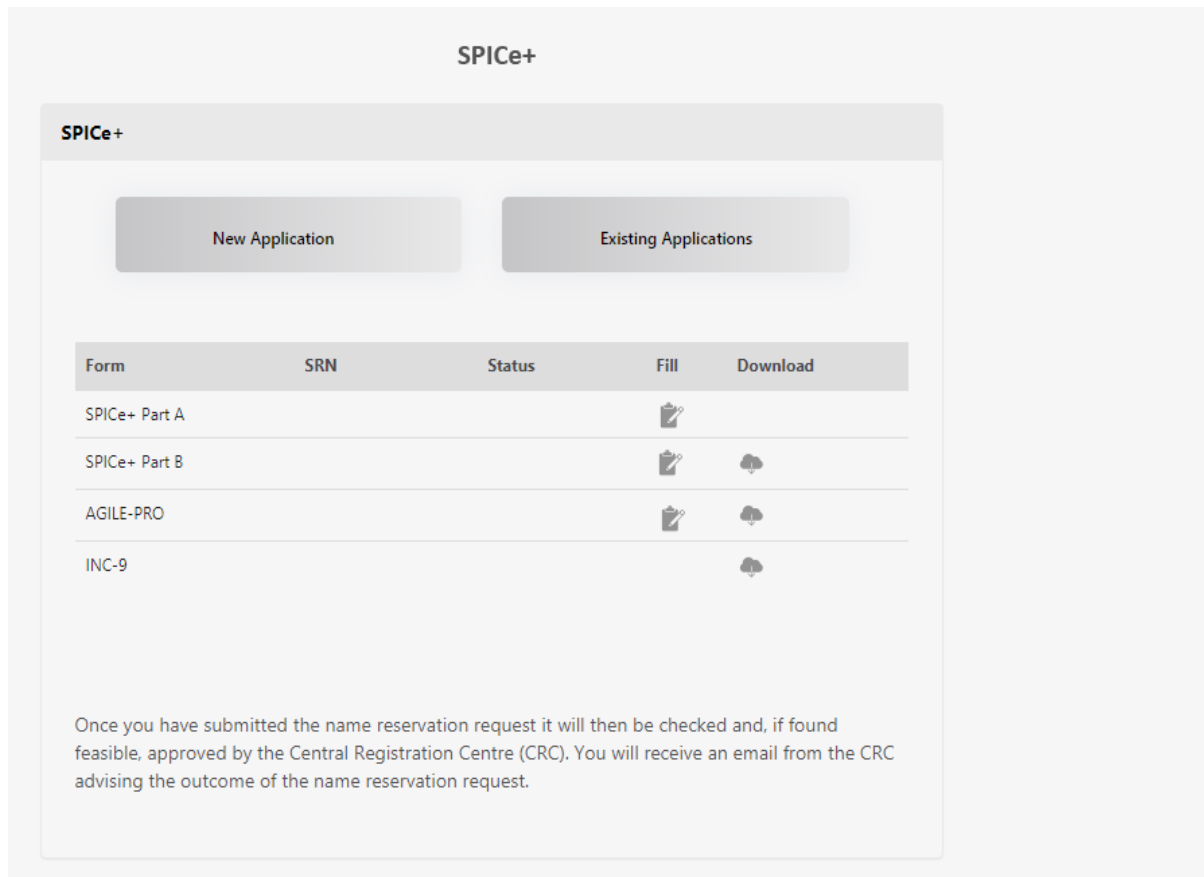 SPICe+
SPICe+
New Application Existing Applications
Form SRN Status Fill Download
SPICe+ Part A
SPICe+ Part B
AGILE-PRO
INC-9
Once you have submitted the name reservation request it will then be checked and, if found
feasible, approved by the Central Registration Centre (CRC). You will receive an email from the CRC
advising the outcome of the name reservation request.